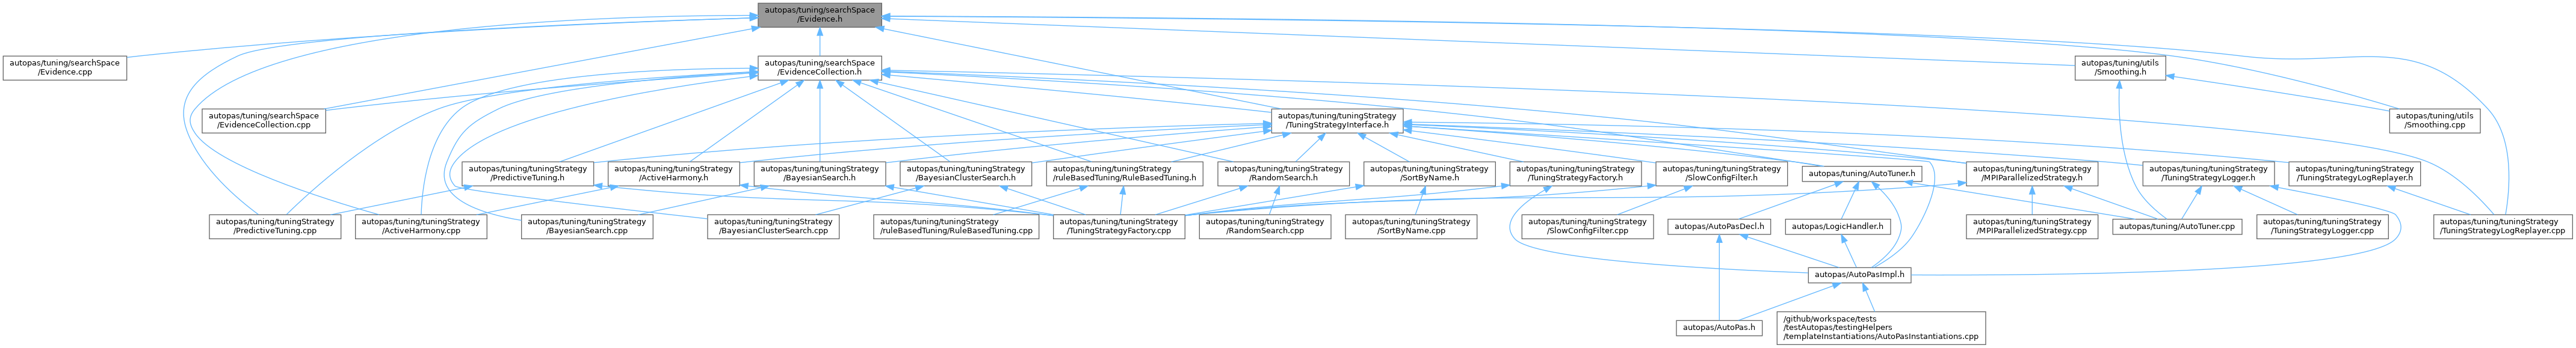 autopas/tuning/searchSpace
/Evidence.h
autopas/tuning/searchSpace
/Evidence.cpp
autopas/tuning/searchSpace
/EvidenceCollection.h
autopas/tuning/utils
/Smoothing.h
autopas/tuning/searchSpace
/EvidenceCollection.cpp
autopas/tuning/tuningStrategy
/TuningStrategyInterface.h
autopas/tuning/utils
/Smoothing.cpp
autopas/tuning/tuningStrategy
/PredictiveTuning.h
autopas/tuning/tuningStrategy
/ActiveHarmony.h
autopas/tuning/tuningStrategy
/BayesianSearch.h
autopas/tuning/tuningStrategy
/BayesianClusterSearch.h
autopas/tuning/tuningStrategy
/ruleBasedTuning/RuleBasedTuning.h
autopas/tuning/tuningStrategy
/RandomSearch.h
autopas/tuning/tuningStrategy
/SortByName.h
autopas/tuning/tuningStrategy
/TuningStrategyFactory.h
autopas/tuning/tuningStrategy
/SlowConfigFilter.h
autopas/tuning/AutoTuner.h
autopas/tuning/tuningStrategy
/MPIParallelizedStrategy.h
autopas/tuning/tuningStrategy
/TuningStrategyLogger.h
autopas/tuning/tuningStrategy
/TuningStrategyLogReplayer.h
autopas/tuning/tuningStrategy
/PredictiveTuning.cpp
autopas/tuning/tuningStrategy
/ActiveHarmony.cpp
autopas/tuning/tuningStrategy
/BayesianSearch.cpp
autopas/tuning/tuningStrategy
/BayesianClusterSearch.cpp
autopas/tuning/tuningStrategy
/ruleBasedTuning/RuleBasedTuning.cpp
autopas/tuning/tuningStrategy
/TuningStrategyFactory.cpp
autopas/tuning/tuningStrategy
/RandomSearch.cpp
autopas/tuning/tuningStrategy
/SortByName.cpp
autopas/tuning/tuningStrategy
/SlowConfigFilter.cpp
autopas/AutoPasDecl.h
autopas/LogicHandler.h
autopas/tuning/tuningStrategy
/MPIParallelizedStrategy.cpp
autopas/tuning/AutoTuner.cpp
autopas/tuning/tuningStrategy
/TuningStrategyLogger.cpp
autopas/tuning/tuningStrategy
/TuningStrategyLogReplayer.cpp
autopas/AutoPasImpl.h
autopas/AutoPas.h
/github/workspace/tests
/testAutopas/testingHelpers
/templateInstantiations/AutoPasInstantiations.cpp